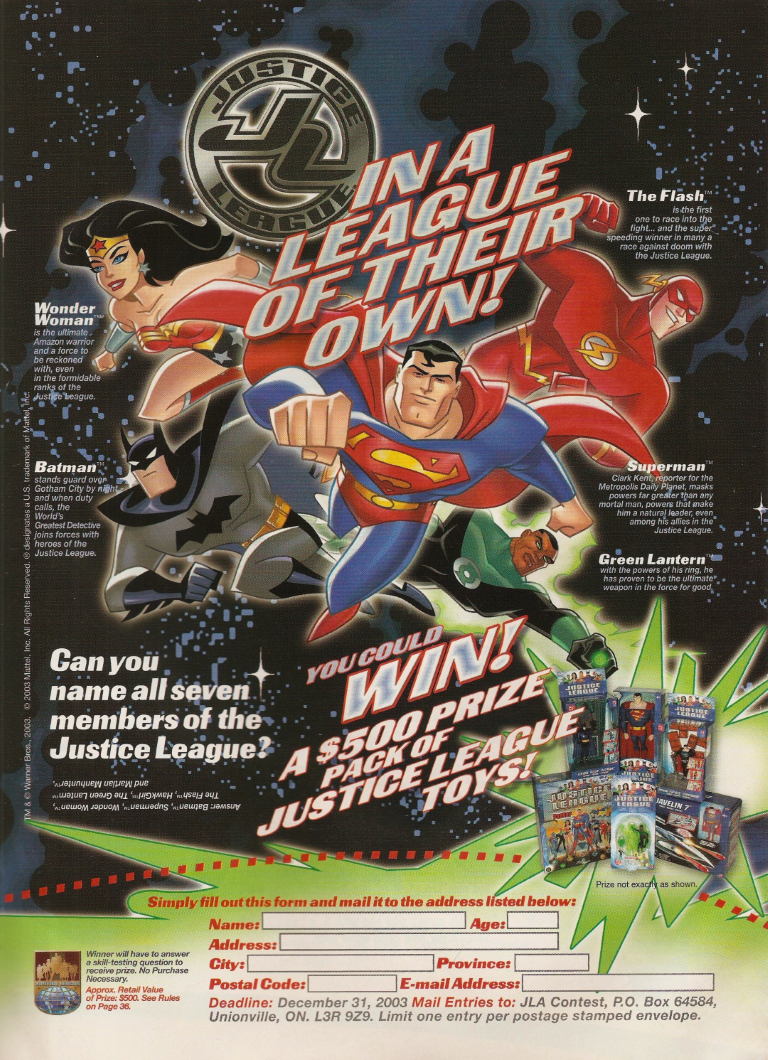 JUSTICE
JL
LEAGUE
IN A
LEAGUE
OF THEIR
OWN!
The Flash™
is the first
one to race into the
fight... and the super
speeding winner in many a
race against doom with
the Justice League.
Wonder
Woman™
is the ultimate
Amazon warrior
and a force to
be reckoned
with, even
in the formidable
ranks of the
Justice League.
Batman™
stands guard over
Gotham City by night
and when duty
calls, the
World's
Greatest Detective
joins forces with
heroes of the
Justice League.
Superman™
Clark Kent, reporter for the
Metropolis Daily Planet, masks
powers far greater than any
mortal man, powers that make
him a natural leader, even
among his allies in the
Justice League.
Green Lantern™
with the powers of his ring, he
has proven to be the ultimate
weapon in the force for good.
TM & © Warner Bros., 2003. © 2003 Mattel, Inc. All Rights Reserved. ® designates a U.S. trademark of Mattel, Inc.
Can you
name all seven
members of the
Justice League?
Answer: Batman™, Superman™, Wonder Woman™,
The Flash™, HawkGirl™, The Green Lantern™
and Martian Manhunter™.
YOU COULD
WIN!
A $500 PRIZE
PACK OF
JUSTICE LEAGUE
TOYS!
JUSTICE
LEAGUE
JUSTICE
LEAGUE
JUSTICE
LEAGUE
JUSTICE
LEAGUE
JAVELIN 7
Prize not exactly as shown.
Simply fill out this form and mail it to the address listed below:
Name: Age:
Address:
City: Province:
Postal Code: E-mail Address:
Winner will have to answer
a skill-testing question to
receive prize. No Purchase
Necessary.
Approx. Retail Value
of Prize: $500. See Rules
on Page 36.
Deadline: December 31, 2003 Mail Entries to: JLA Contest, P.O. Box 64584,
Unionville, ON. L3R 9Z9. Limit one entry per postage stamped envelope.